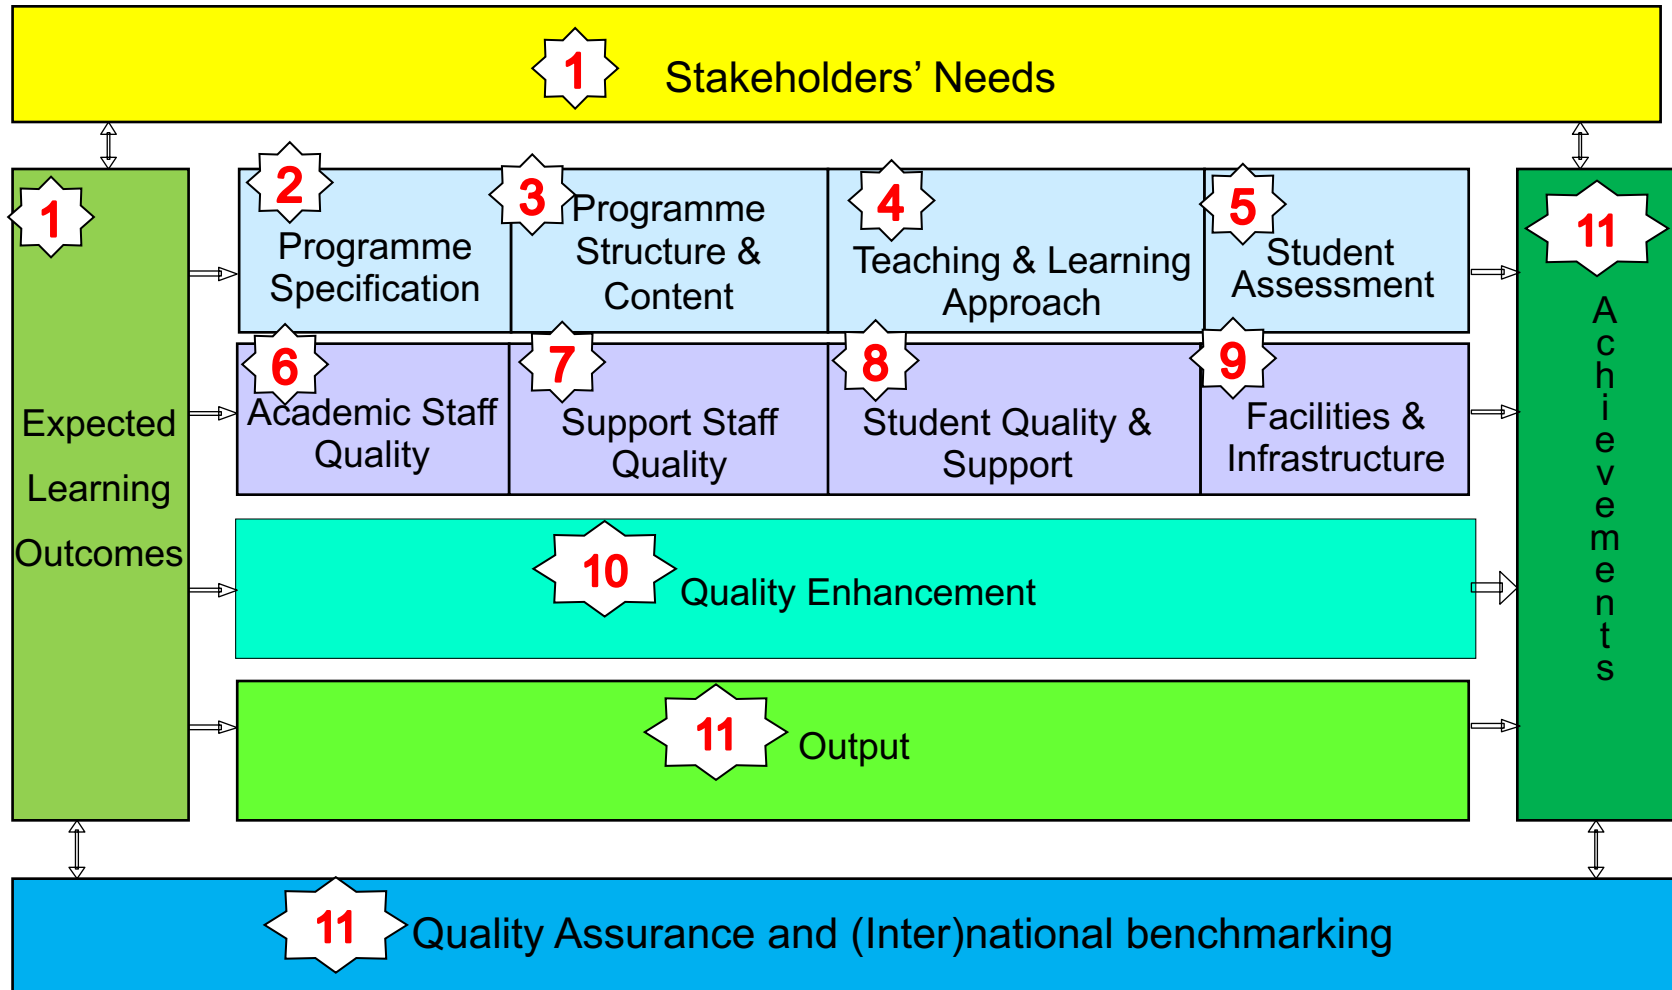 1 Stakeholders’ Needs
1
Expected
Learning
Outcomes
2
Programme
Specification
3
Programme
Structure &
Content
4
Teaching & Learning
Approach
5
Student
Assessment
6
Academic Staff
Quality
7
Support Staff
Quality
8
Student Quality &
Support
9
Facilities &
Infrastructure
10 Quality Enhancement
11 Output
11
Achievements
11 Quality Assurance and (Inter)national benchmarking